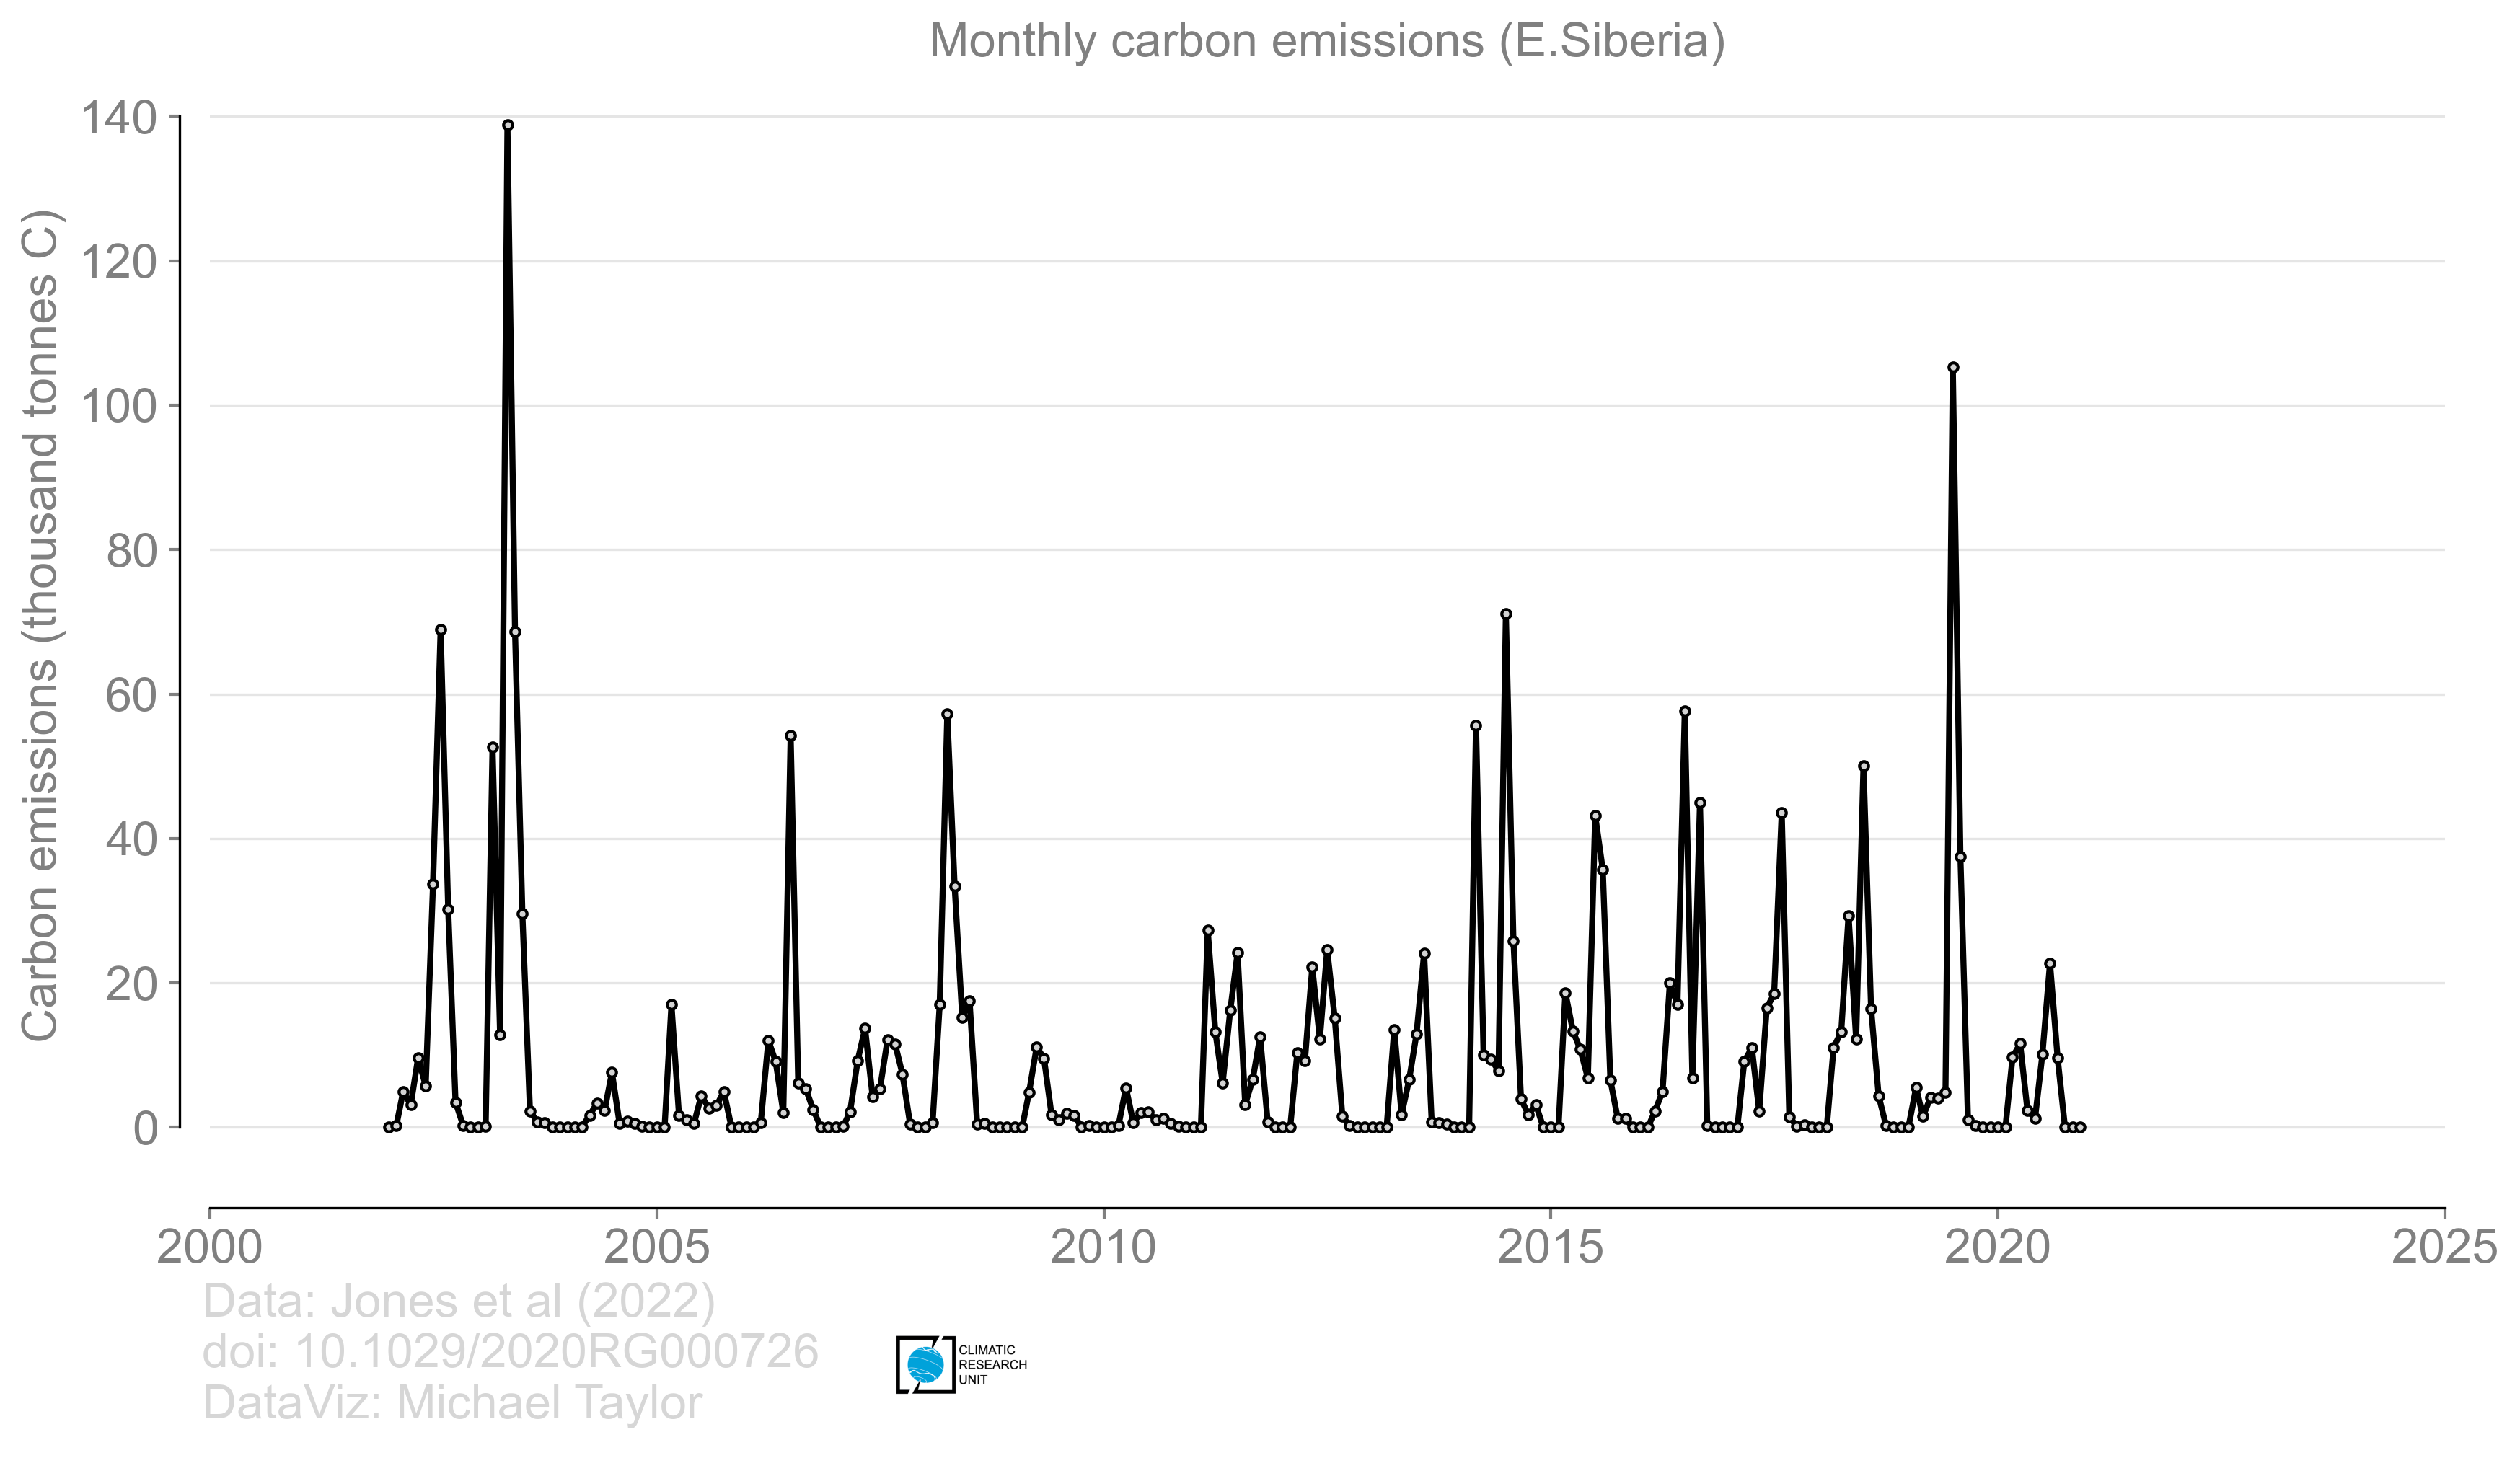 Monthly carbon emissions (E.Siberia)
Carbon emissions (thousand tonnes C)
140
120
100
80
60
40
20
0
2000 2005 2010 2015 2020 2025
Data: Jones et al (2022)
doi: 10.1029/2020RG000726
DataViz: Michael Taylor
CLIMATIC
RESEARCH
UNIT